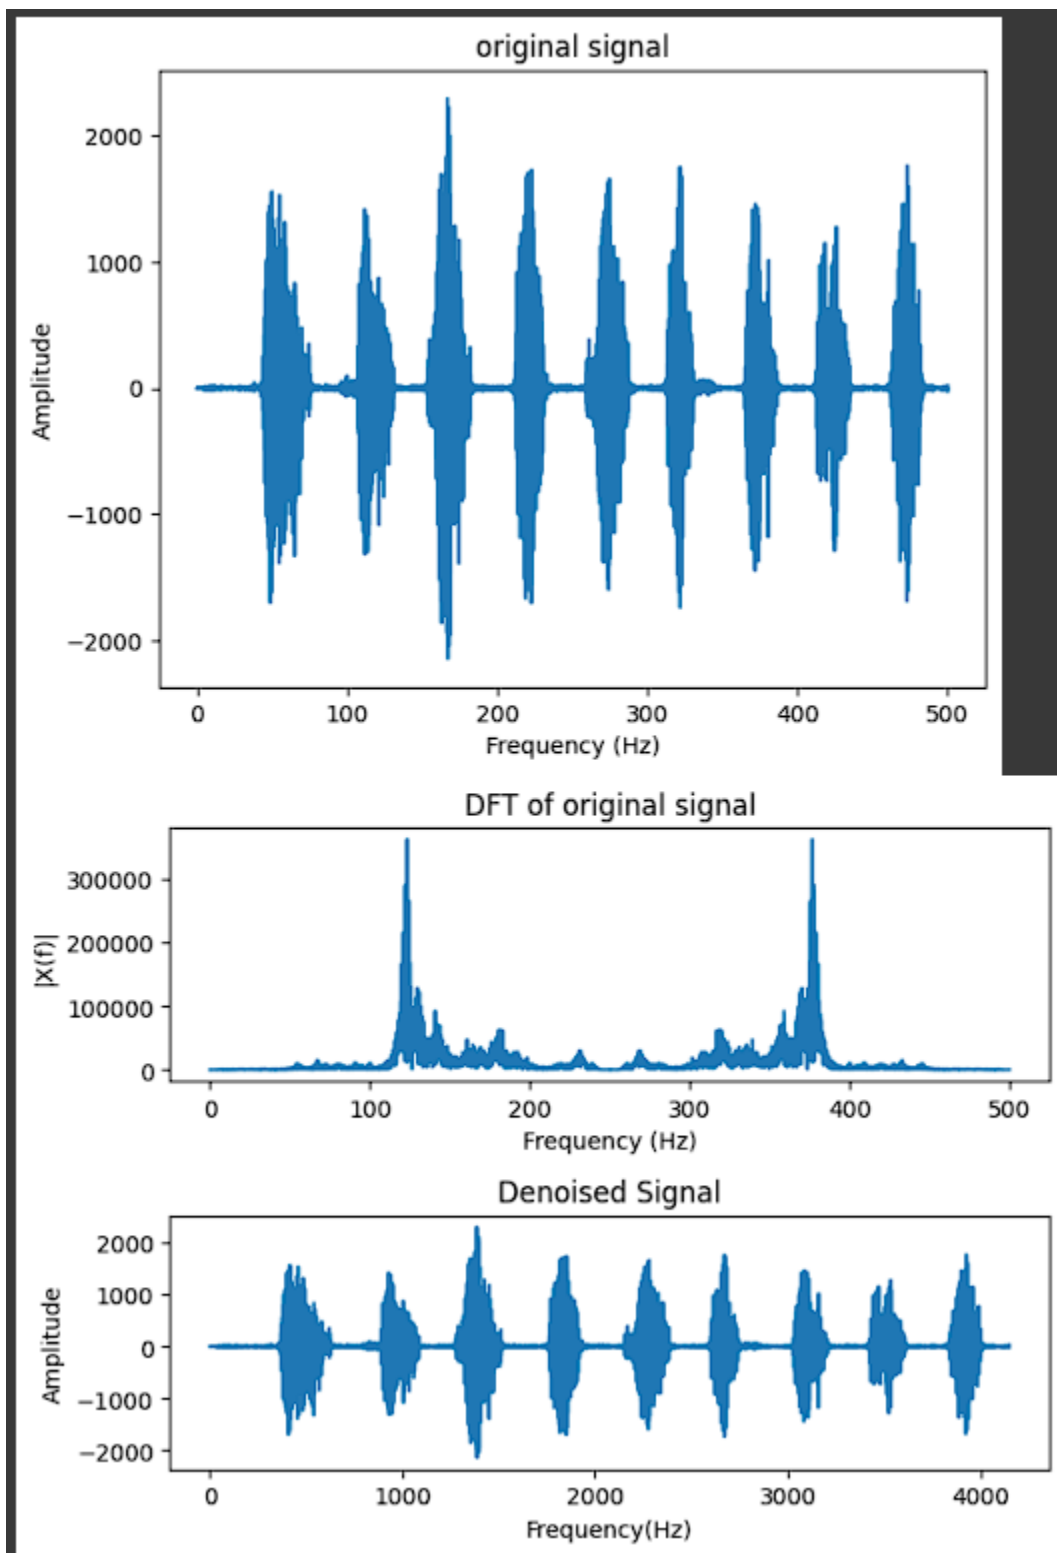 original signal
2000
1000
0
−1000
−2000
Amplitude
0 100 200 300 400 500
Frequency (Hz)
DFT of original signal
300000
200000
100000
0
|X(f)|
0 100 200 300 400 500
Frequency (Hz)
Denoised Signal
2000
1000
0
−1000
−2000
Amplitude
0 1000 2000 3000 4000
Frequency(Hz)